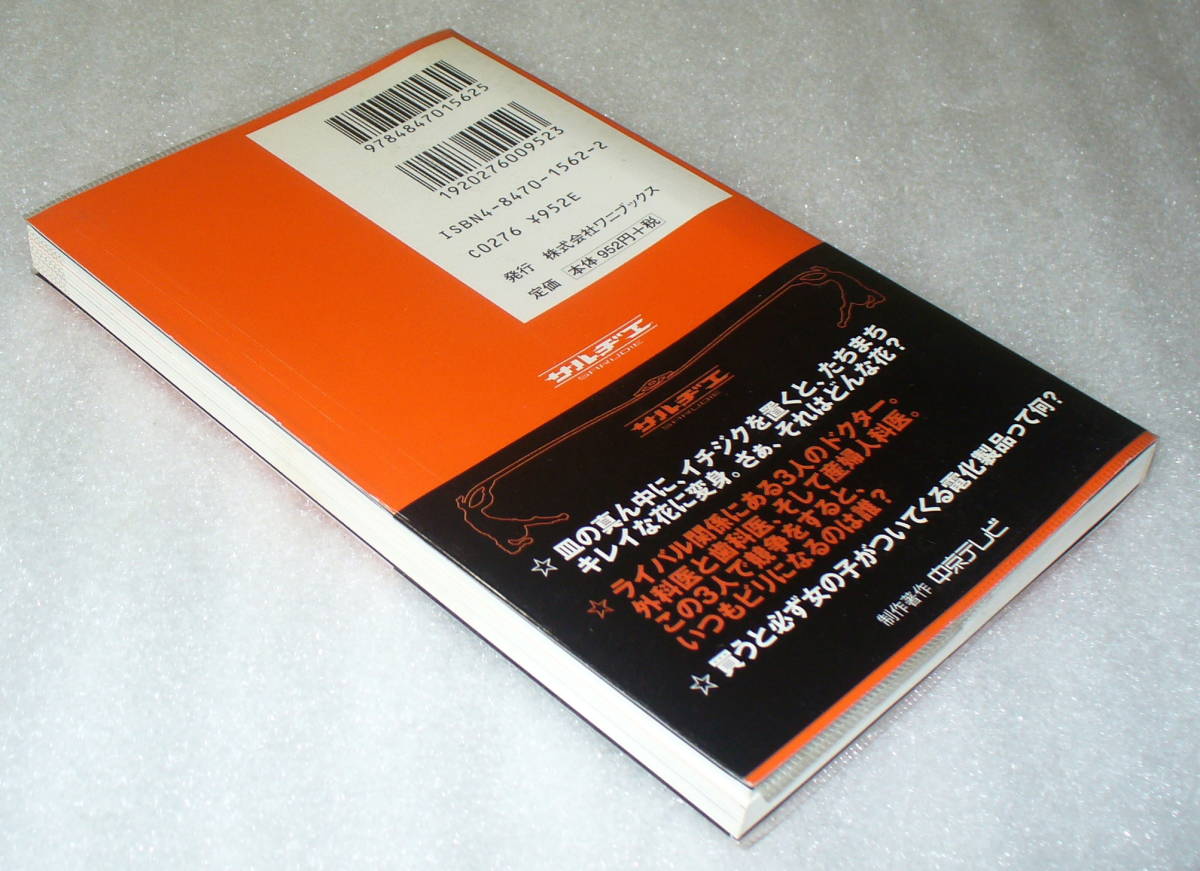 9784847015625
1920276009523
ISBN4-8470-1562-2
C0276 ¥952E
発行 株式会社ワニブックス
定価 本体 952円+税
サルヂエ
SARUDIE
サルヂエ
SARUDIE
☆ 皿の真ん中に、イチジクを置くと、たちまち
キレイな花に変身。さぁ、それはどんな花?
☆ ライバル関係にある3人のドクター。
外科医と歯科医、そして産婦人科医。
この3人で競争をすると、
いつもビリになるのは誰?
☆ 買うと必ず女の子がついてくる電化製品って何?
制作著作 中京テレビ